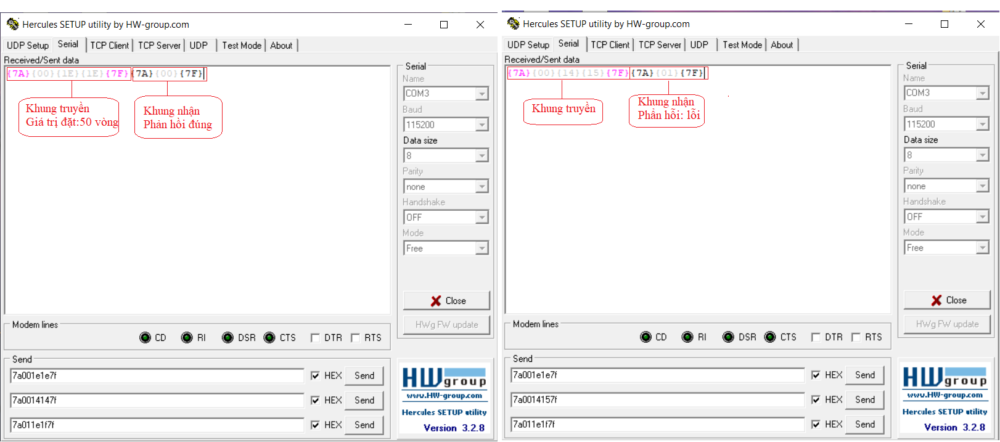 Hercules SETUP utility by HW-group.com
UDP Setup Serial TCP Client TCP Server UDP Test Mode About
Received/Sent data
{7A}{00}{1E}{1E}{7F}{7A}{00}{7F}
Khung truyền
Giá trị đặt:50 vòng
Khung nhận
Phản hồi đúng
Serial
Name
COM3
Baud
115200
Data size
8
Parity
none
Handshake
OFF
Mode
Free
Close
HWg FW update
Modem lines
CD RI DSR CTS DTR RTS
Send
7a001e1e7f HEX Send
7a0014147f HEX Send
7a011e1f7f HEX Send
HW group
www.HW-group.com
Hercules SETUP utility
Version 3.2.8
Hercules SETUP utility by HW-group.com
UDP Setup Serial TCP Client TCP Server UDP Test Mode About
Received/Sent data
{7A}{00}{14}{15}{7F}{7A}{01}{7F}
Khung truyền
Khung nhận
Phẩn hỗi: lỗi
Serial
Name
COM3
Baud
115200
Data size
8
Parity
none
Handshake
OFF
Mode
Free
Close
HWg FW update
Modem lines
CD RI DSR CTS DTR RTS
Send
7a001e1e7f HEX Send
7a0014157f HEX Send
7a011e1f7f HEX Send
HW group
www.HW-group.com
Hercules SETUP utility
Version 3.2.8